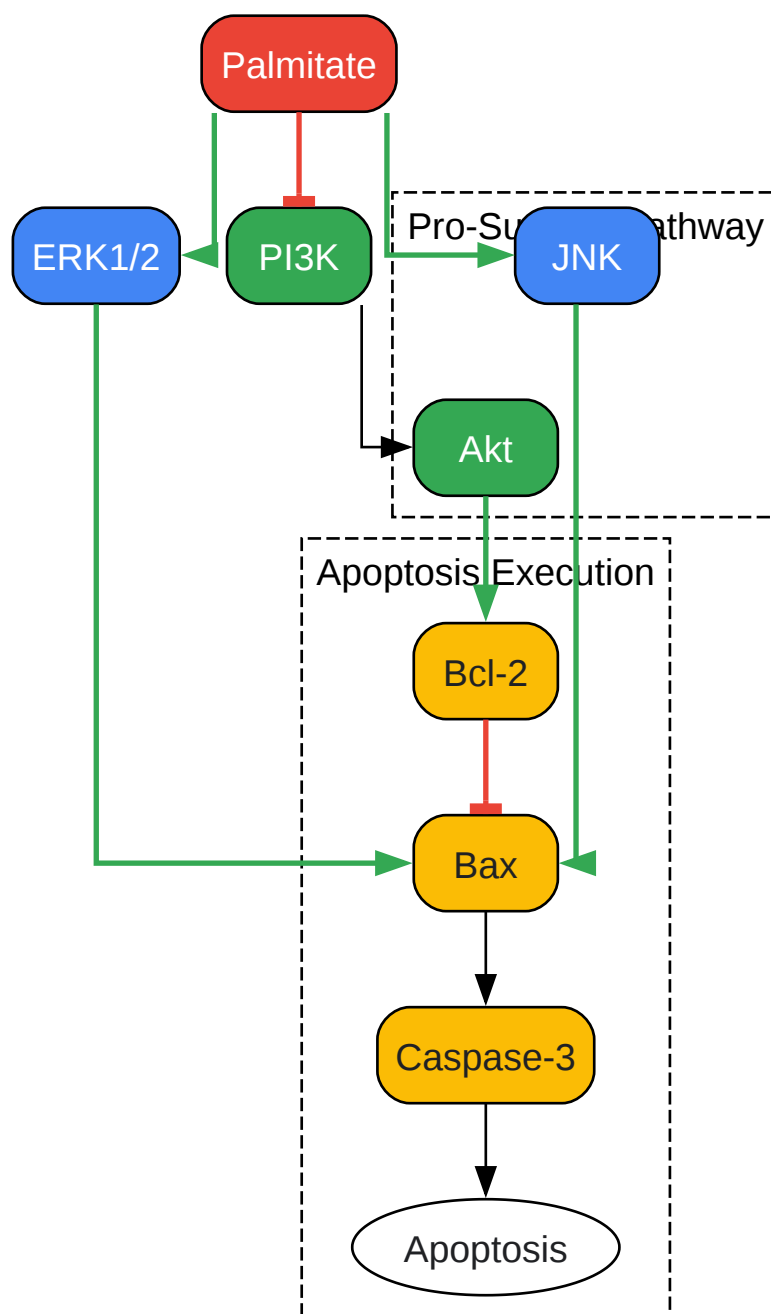 Palmitate
ERK1/2
PI3K
JNK
Akt
Apoptosis Execution
Bcl-2
Bax
Caspase-3
Apoptosis